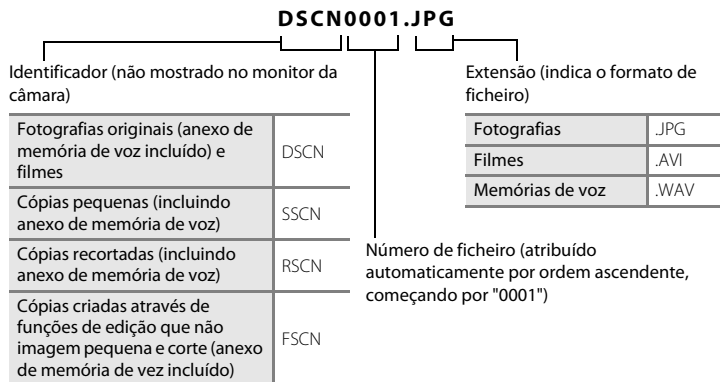 DSCN0001.JPG
Identificador (não mostrado no monitor da
câmara)
Fotografias originais (anexo de
memória de voz incluído) e
filmes
DSCN
Cópias pequenas (incluindo
anexo de memória de voz)
SSCN
Cópias recortadas (incluindo
anexo de memória de voz)
RSCN
Cópias criadas através de
funções de edição que não
imagem pequena e corte (anexo
de memória de vez incluído)
FSCN
Extensão (indica o formato de
ficheiro)
Fotografias .JPG
Filmes .AVI
Memórias de voz .WAV
Número de ficheiro (atribuído
automaticamente por ordem ascendente,
começando por "0001")